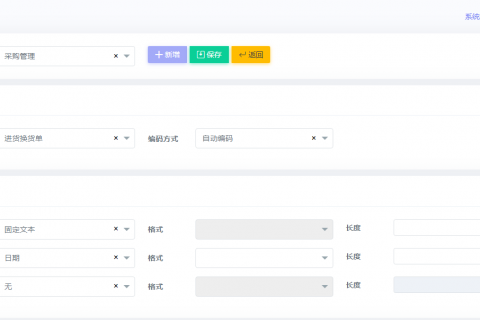 系统
采购管理 × 新增 保存 返回
进货换货单 × 编码方式 自动编码 ×
固定文本 × 格式 长度
日期 × 格式 长度
无 × 格式 长度